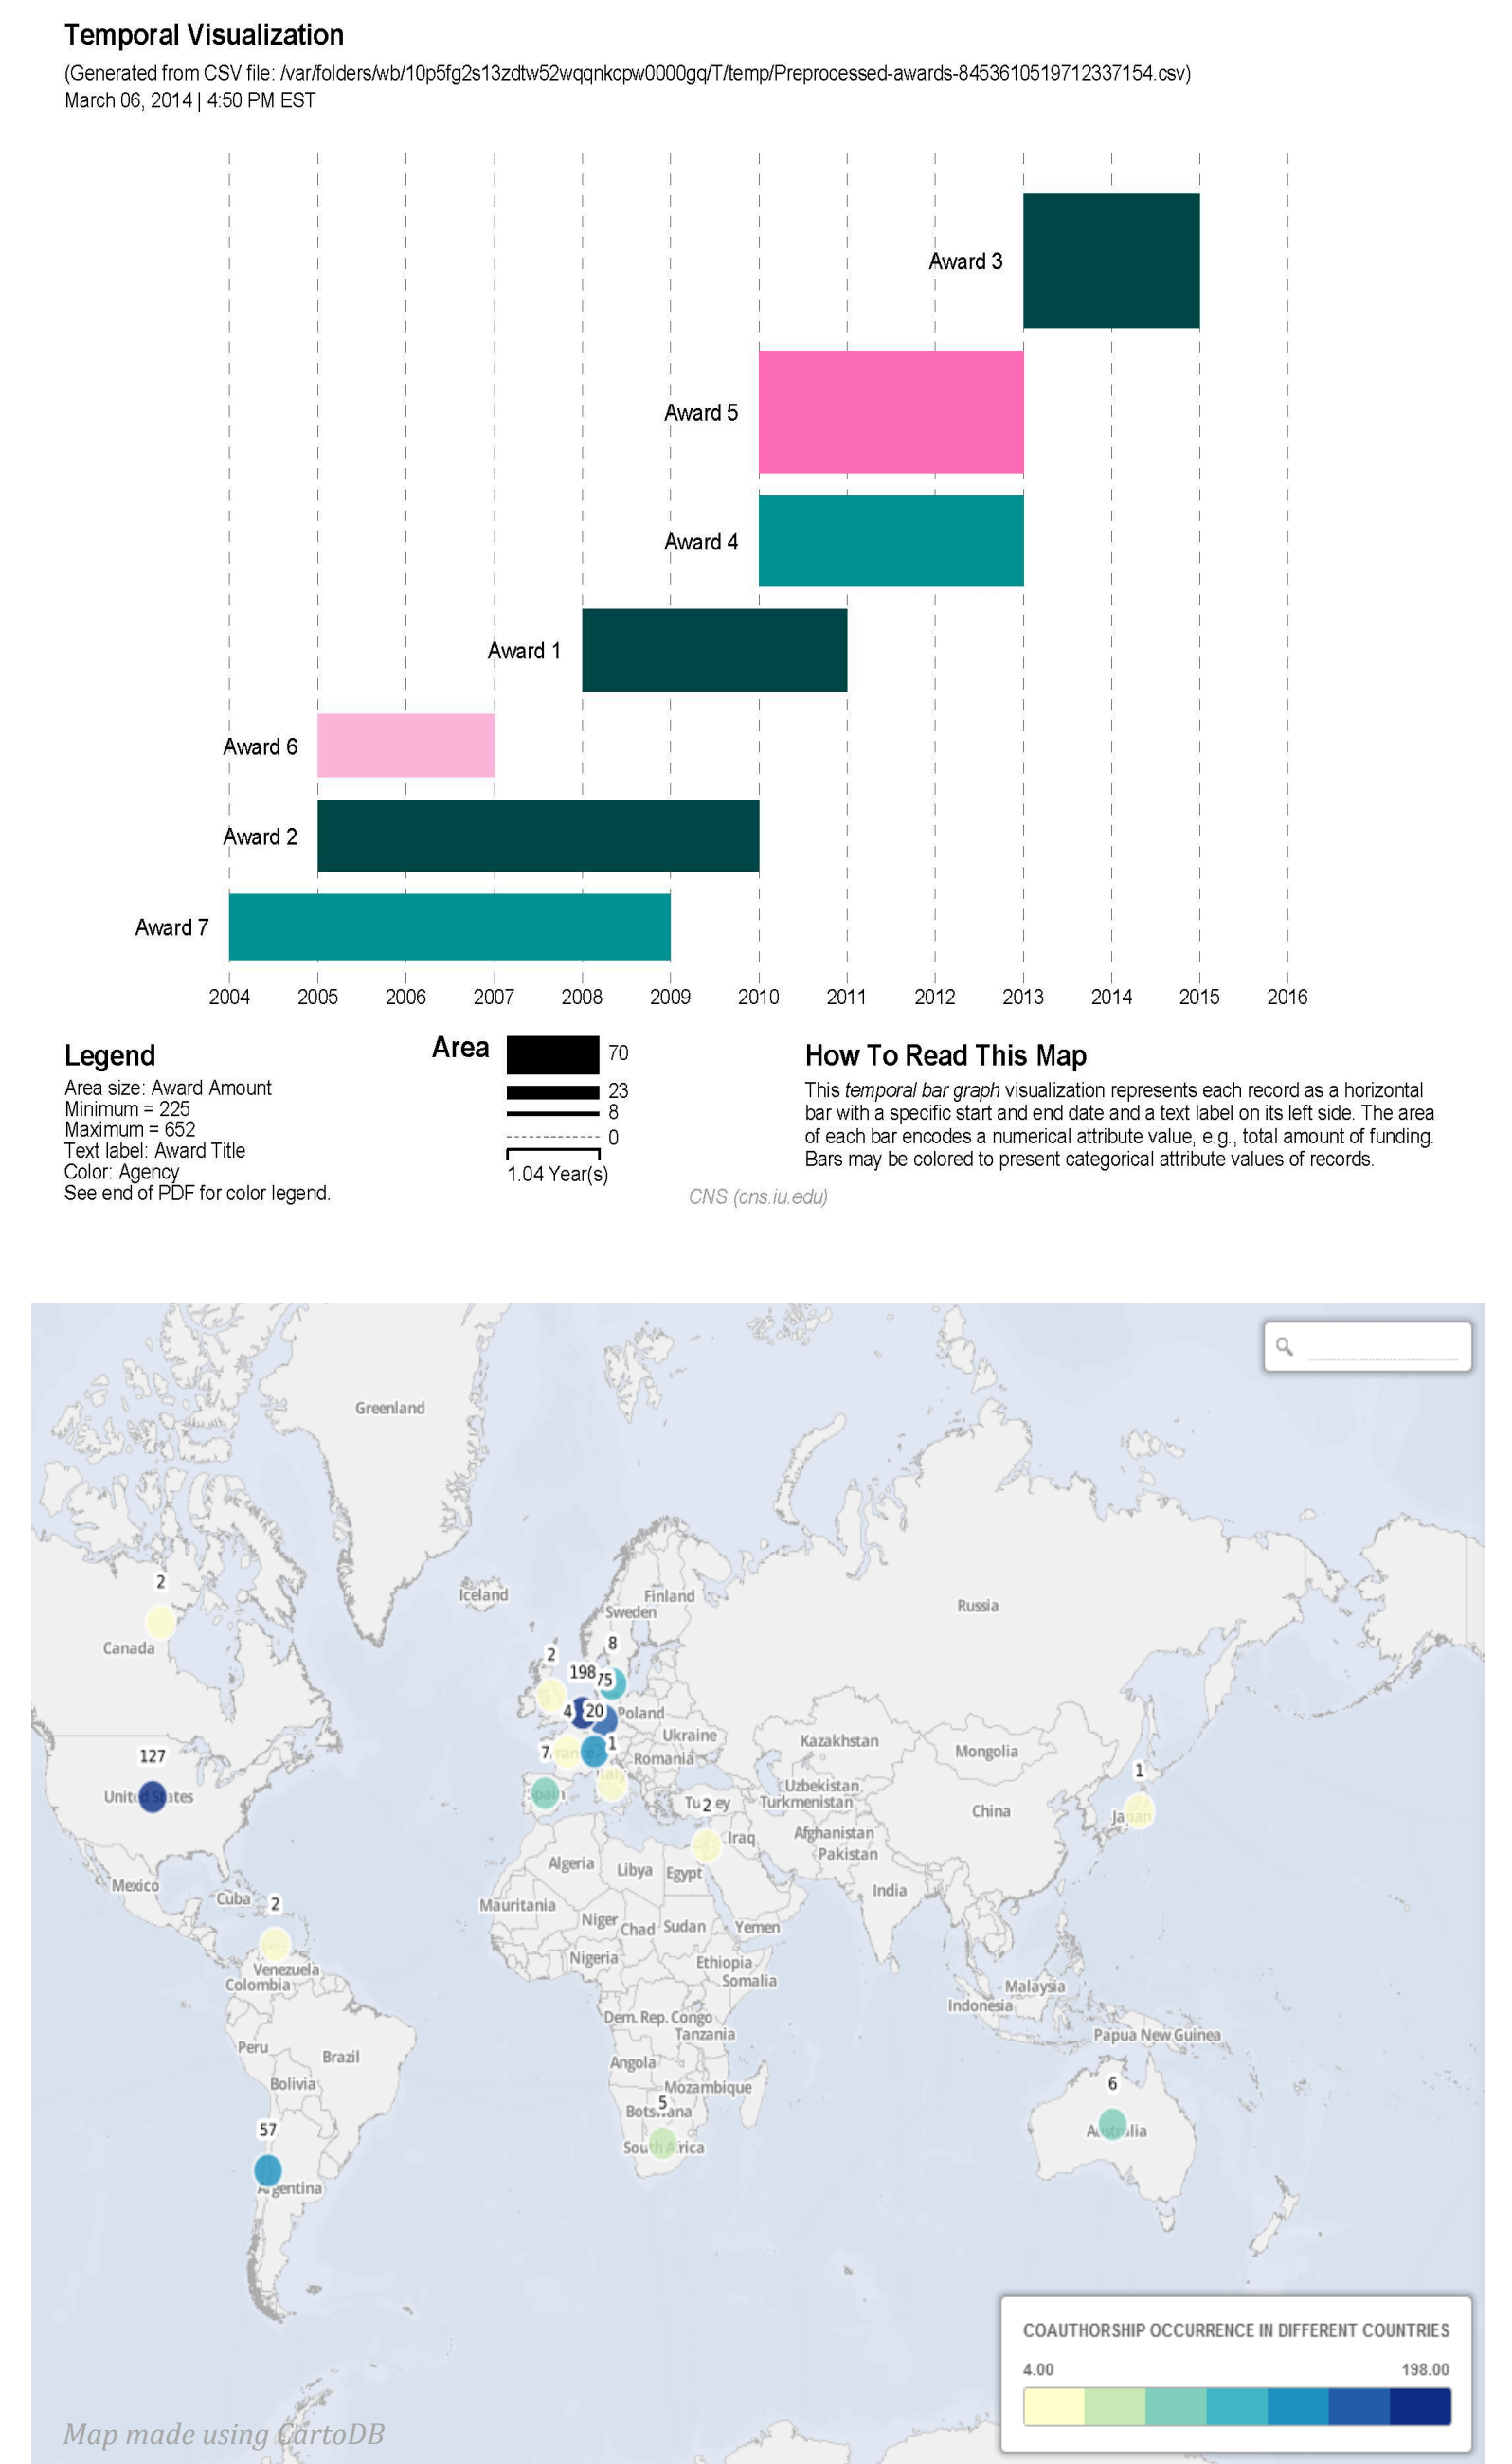 Temporal Visualization
(Generated from CSV file: /var/folders/wb/10p5fg2s13zdtw52wqqnkcpw0000gq/T/temp/Preprocessed-awards-8453610519712337154.csv)
March 06, 2014 | 4:50 PM EST
Award 3
Award 5
Award 4
Award 1
Award 6
Award 2
Award 7
2004 2005 2006 2007 2008 2009 2010 2011 2012 2013 2014 2015 2016
Legend
Area size: Award Amount
Minimum = 225
Maximum = 652
Text label: Award Title
Color: Agency
See end of PDF for color legend.
Area
70
23
8
0
1.04 Year(s)
How To Read This Map
This temporal bar graph visualization represents each record as a horizontal
bar with a specific start and end date and a text label on its left side. The area
of each bar encodes a numerical attribute value, e.g., total amount of funding.
Bars may be colored to present categorical attribute values of records.
CNS (cns.iu.edu)
Greenland
2
Canada
Iceland
Finland
Sweden
Russia
8
2
198
75
4
20
Poland
Ukraine
7
1
Romania
Kazakhstan
Mongolia
127
United States
Spain
Italy
Uzbekistan
Turkmenistan
2
China
1
Japan
Iraq
Afghanistan
Pakistan
Algeria
Libya
Egypt
India
Mexico
Cuba
2
Mauritania
Niger
Chad
Sudan
Yemen
Nigeria
Ethiopia
Somalia
Venezuela
Colombia
Malaysia
Indonesia
Dem. Rep. Congo
Tanzania
Papua New Guinea
Peru
Brazil
Angola
Bolivia
Mozambique
5
Botswana
6
Australia
57
South Africa
Argentina
COAUTHORSHIP OCCURRENCE IN DIFFERENT COUNTRIES
4.00 198.00
Map made using CartoDB